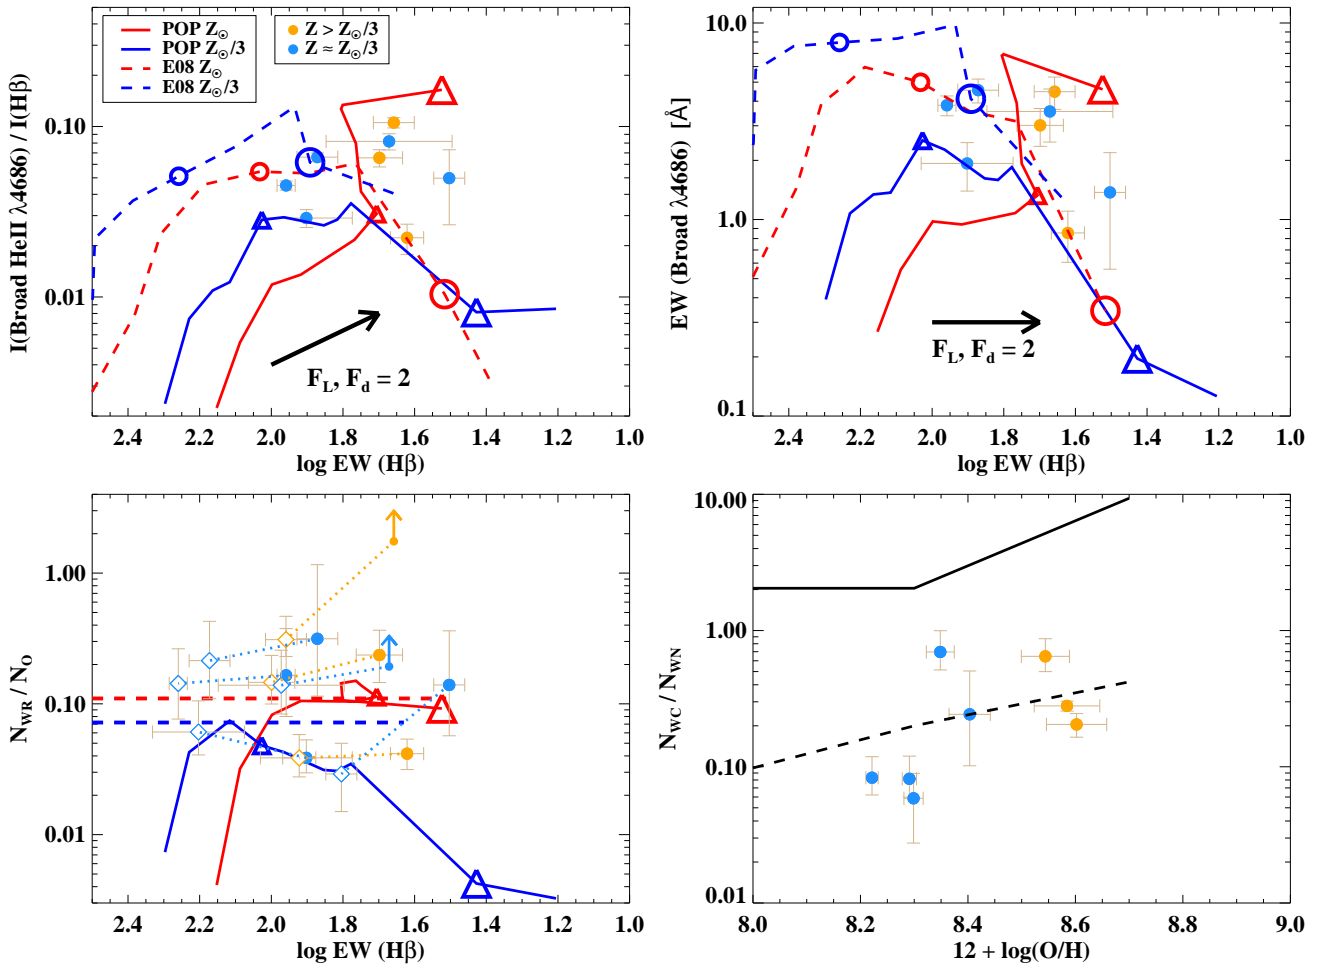 POP Z☉
POP Z☉/3
E08 Z☉
E08 Z☉/3
Z > Z☉/3
Z ≈ Z☉/3
I(Broad HeII λ4686) / I(Hβ)
0.10
0.01
F_L, F_d = 2
2.4 2.2 2.0 1.8 1.6 1.4 1.2 1.0
log EW (Hβ)
EW (Broad λ4686) [Å]
10.0
1.0
0.1
F_L, F_d = 2
2.4 2.2 2.0 1.8 1.6 1.4 1.2 1.0
log EW (Hβ)
N_WR / N_O
1.00
0.10
0.01
2.4 2.2 2.0 1.8 1.6 1.4 1.2 1.0
log EW (Hβ)
N_WC / N_WN
10.00
1.00
0.10
0.01
8.0 8.2 8.4 8.6 8.8 9.0
12 + log(O/H)